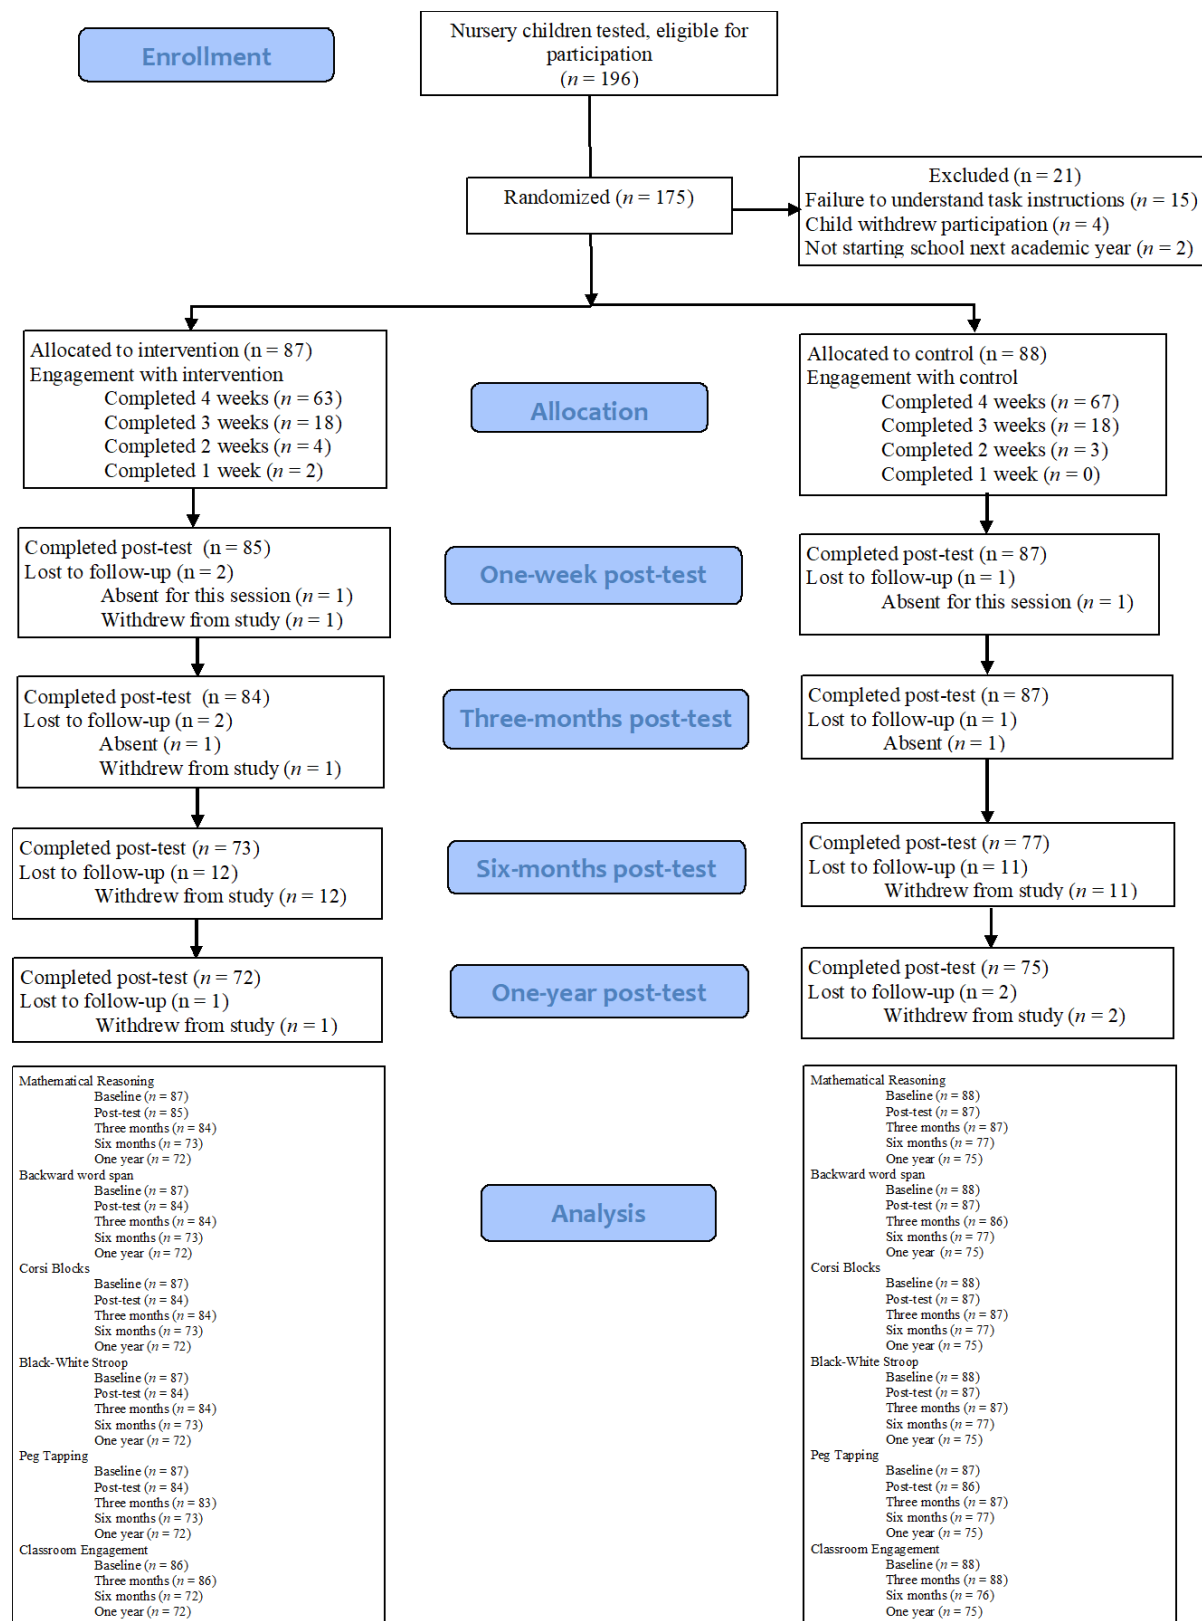 Enrollment
Nursery children tested, eligible for
participation
(n = 196)
Randomized (n = 175)
Excluded (n = 21)
Failure to understand task instructions (n = 15)
Child withdrew participation (n = 4)
Not starting school next academic year (n = 2)
Allocated to intervention (n = 87)
Engagement with intervention
Completed 4 weeks (n = 63)
Completed 3 weeks (n = 18)
Completed 2 weeks (n = 4)
Completed 1 week (n = 2)
Allocation
Allocated to control (n = 88)
Engagement with control
Completed 4 weeks (n = 67)
Completed 3 weeks (n = 18)
Completed 2 weeks (n = 3)
Completed 1 week (n = 0)
Completed post-test (n = 85)
Lost to follow-up (n = 2)
Absent for this session (n = 1)
Withdrew from study (n = 1)
One-week post-test
Completed post-test (n = 87)
Lost to follow-up (n = 1)
Absent for this session (n = 1)
Completed post-test (n = 84)
Lost to follow-up (n = 2)
Absent (n = 1)
Withdrew from study (n = 1)
Three-months post-test
Completed post-test (n = 87)
Lost to follow-up (n = 1)
Absent (n = 1)
Completed post-test (n = 73)
Lost to follow-up (n = 12)
Withdrew from study (n = 12)
Six-months post-test
Completed post-test (n = 77)
Lost to follow-up (n = 11)
Withdrew from study (n = 11)
Completed post-test (n = 72)
Lost to follow-up (n = 1)
Withdrew from study (n = 1)
One-year post-test
Completed post-test (n = 75)
Lost to follow-up (n = 2)
Withdrew from study (n = 2)
Mathematical Reasoning
Baseline (n = 87)
Post-test (n = 85)
Three months (n = 84)
Six months (n = 73)
One year (n = 72)
Backward word span
Baseline (n = 87)
Post-test (n = 84)
Three months (n = 84)
Six months (n = 73)
One year (n = 72)
Corsi Blocks
Baseline (n = 87)
Post-test (n = 84)
Three months (n = 84)
Six months (n = 73)
One year (n = 72)
Black-White Stroop
Baseline (n = 87)
Post-test (n = 84)
Three months (n = 84)
Six months (n = 73)
One year (n = 72)
Peg Tapping
Baseline (n = 87)
Post-test (n = 84)
Three months (n = 83)
Six months (n = 73)
One year (n = 72)
Classroom Engagement
Baseline (n = 86)
Three months (n = 86)
Six months (n = 72)
One year (n = 72)
Analysis
Mathematical Reasoning
Baseline (n = 88)
Post-test (n = 87)
Three months (n = 87)
Six months (n = 77)
One year (n = 75)
Backward word span
Baseline (n = 88)
Post-test (n = 87)
Three months (n = 86)
Six months (n = 77)
One year (n = 75)
Corsi Blocks
Baseline (n = 88)
Post-test (n = 87)
Three months (n = 87)
Six months (n = 77)
One year (n = 75)
Black-White Stroop
Baseline (n = 88)
Post-test (n = 87)
Three months (n = 87)
Six months (n = 77)
One year (n = 75)
Peg Tapping
Baseline (n = 87)
Post-test (n = 86)
Three months (n = 87)
Six months (n = 77)
One year (n = 75)
Classroom Engagement
Baseline (n = 88)
Three months (n = 88)
Six months (n = 76)
One year (n = 75)